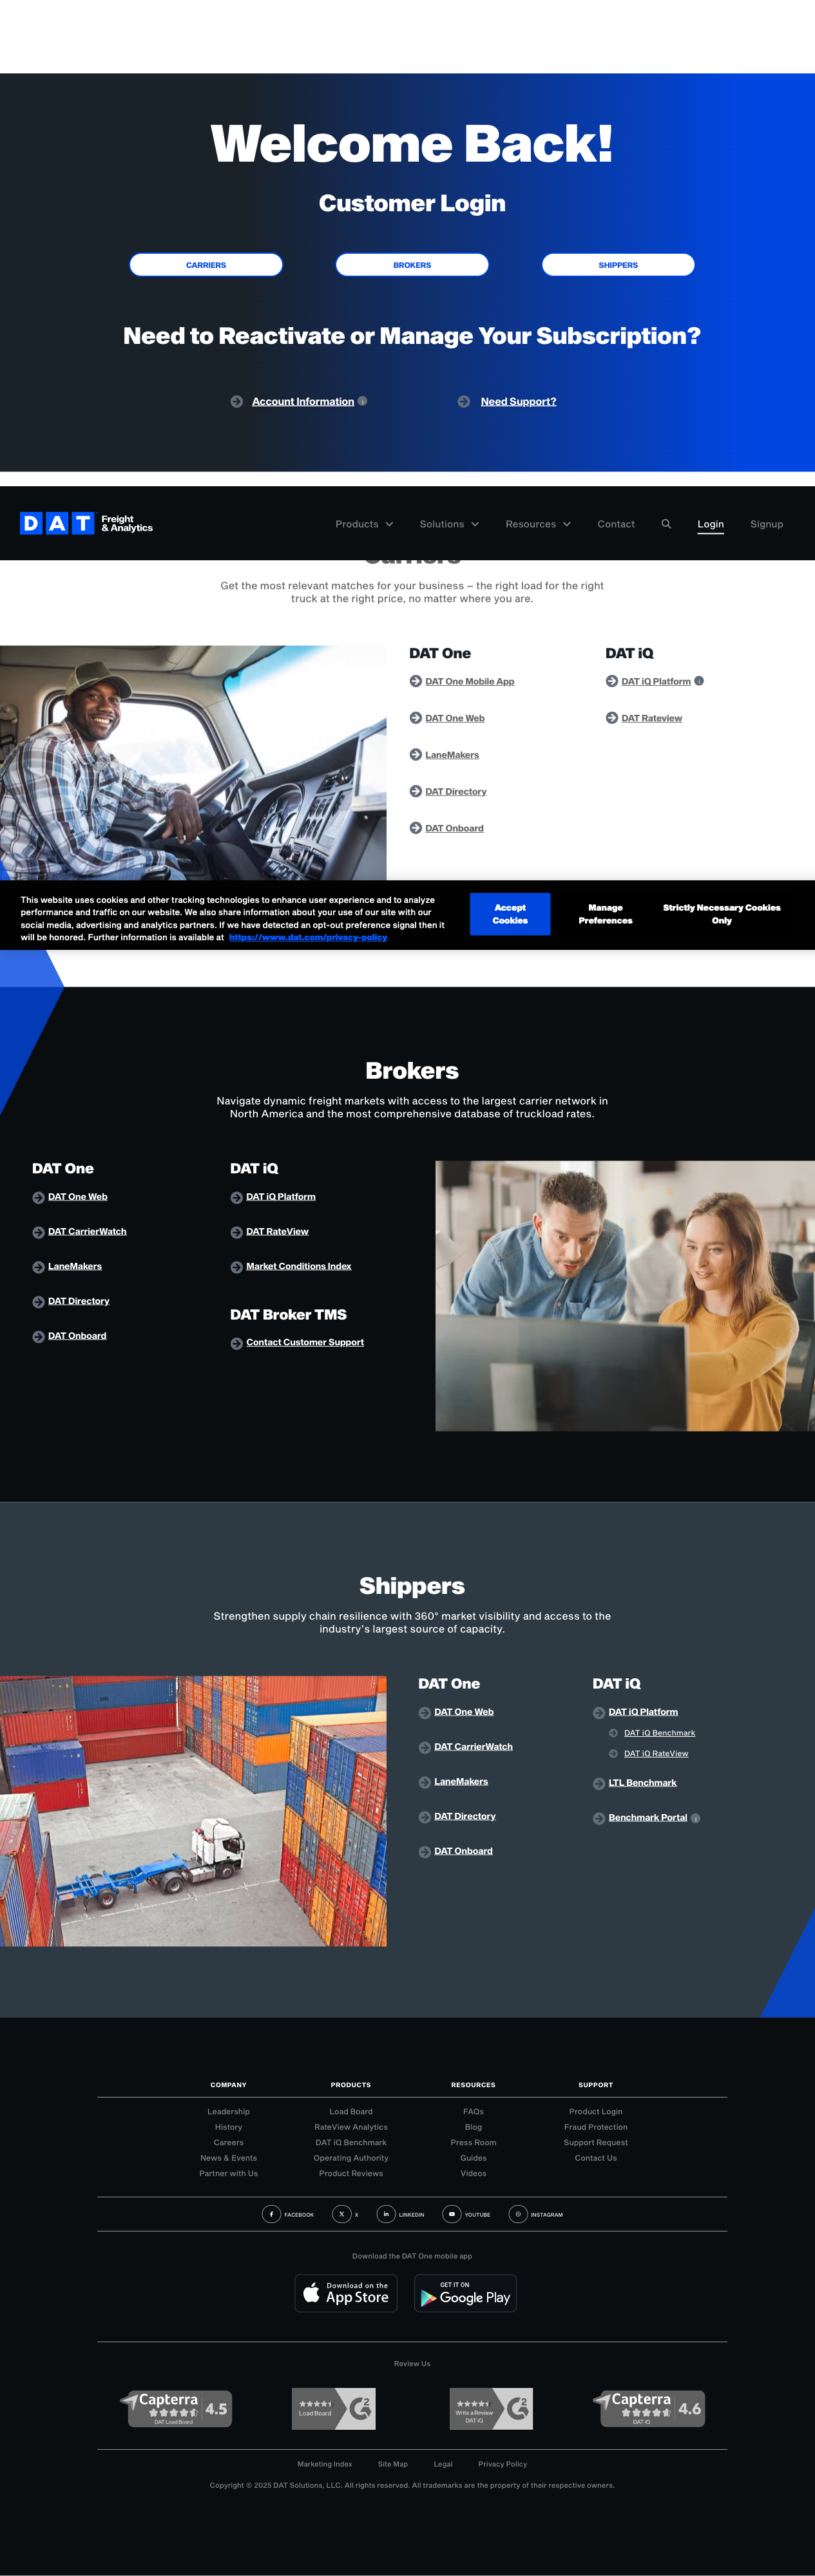 Welcome Back!
Customer Login
CARRIERS
BROKERS
SHIPPERS
Need to Reactivate or Manage Your Subscription?
Account Information
Need Support?
DAT Freight & Analytics
Products
Solutions
Resources
Contact
Login
Signup
Carriers
Get the most relevant matches for your business – the right load for the right
truck at the right price, no matter where you are.
DAT One
DAT One Mobile App
DAT One Web
LaneMakers
DAT Directory
DAT Onboard
DAT iQ
DAT iQ Platform
DAT Rateview
This website uses cookies and other tracking technologies to enhance user experience and to analyze
performance and traffic on our website. We also share information about your use of our site with our
social media, advertising and analytics partners. If we have detected an opt-out preference signal then it
will be honored. Further information is available at https://www.dat.com/privacy-policy
Accept
Cookies
Manage
Preferences
Strictly Necessary Cookies
Only
Brokers
Navigate dynamic freight markets with access to the largest carrier network in
North America and the most comprehensive database of truckload rates.
DAT One
DAT One Web
DAT CarrierWatch
LaneMakers
DAT Directory
DAT Onboard
DAT iQ
DAT iQ Platform
DAT RateView
Market Conditions Index
DAT Broker TMS
Contact Customer Support
Shippers
Strengthen supply chain resilience with 360° market visibility and access to the
industry's largest source of capacity.
DAT One
DAT One Web
DAT CarrierWatch
LaneMakers
DAT Directory
DAT Onboard
DAT iQ
DAT iQ Platform
DAT iQ Benchmark
DAT iQ RateView
LTL Benchmark
Benchmark Portal
COMPANY
Leadership
History
Careers
News & Events
Partner with Us
PRODUCTS
Load Board
RateView Analytics
DAT iQ Benchmark
Operating Authority
Product Reviews
RESOURCES
FAQs
Blog
Press Room
Guides
Videos
SUPPORT
Product Login
Fraud Protection
Support Request
Contact Us
FACEBOOK
X
LINKEDIN
YOUTUBE
INSTAGRAM
Download the DAT One mobile app
Download on the
App Store
GET IT ON
Google Play
Review Us
Capterra 4.5
DAT Load Board
Load Board G2
Write a Review
DAT iQ G2
Capterra 4.6
DAT iQ
Marketing Index
Site Map
Legal
Privacy Policy
Copyright © 2025 DAT Solutions, LLC. All rights reserved. All trademarks are the property of their respective owners.